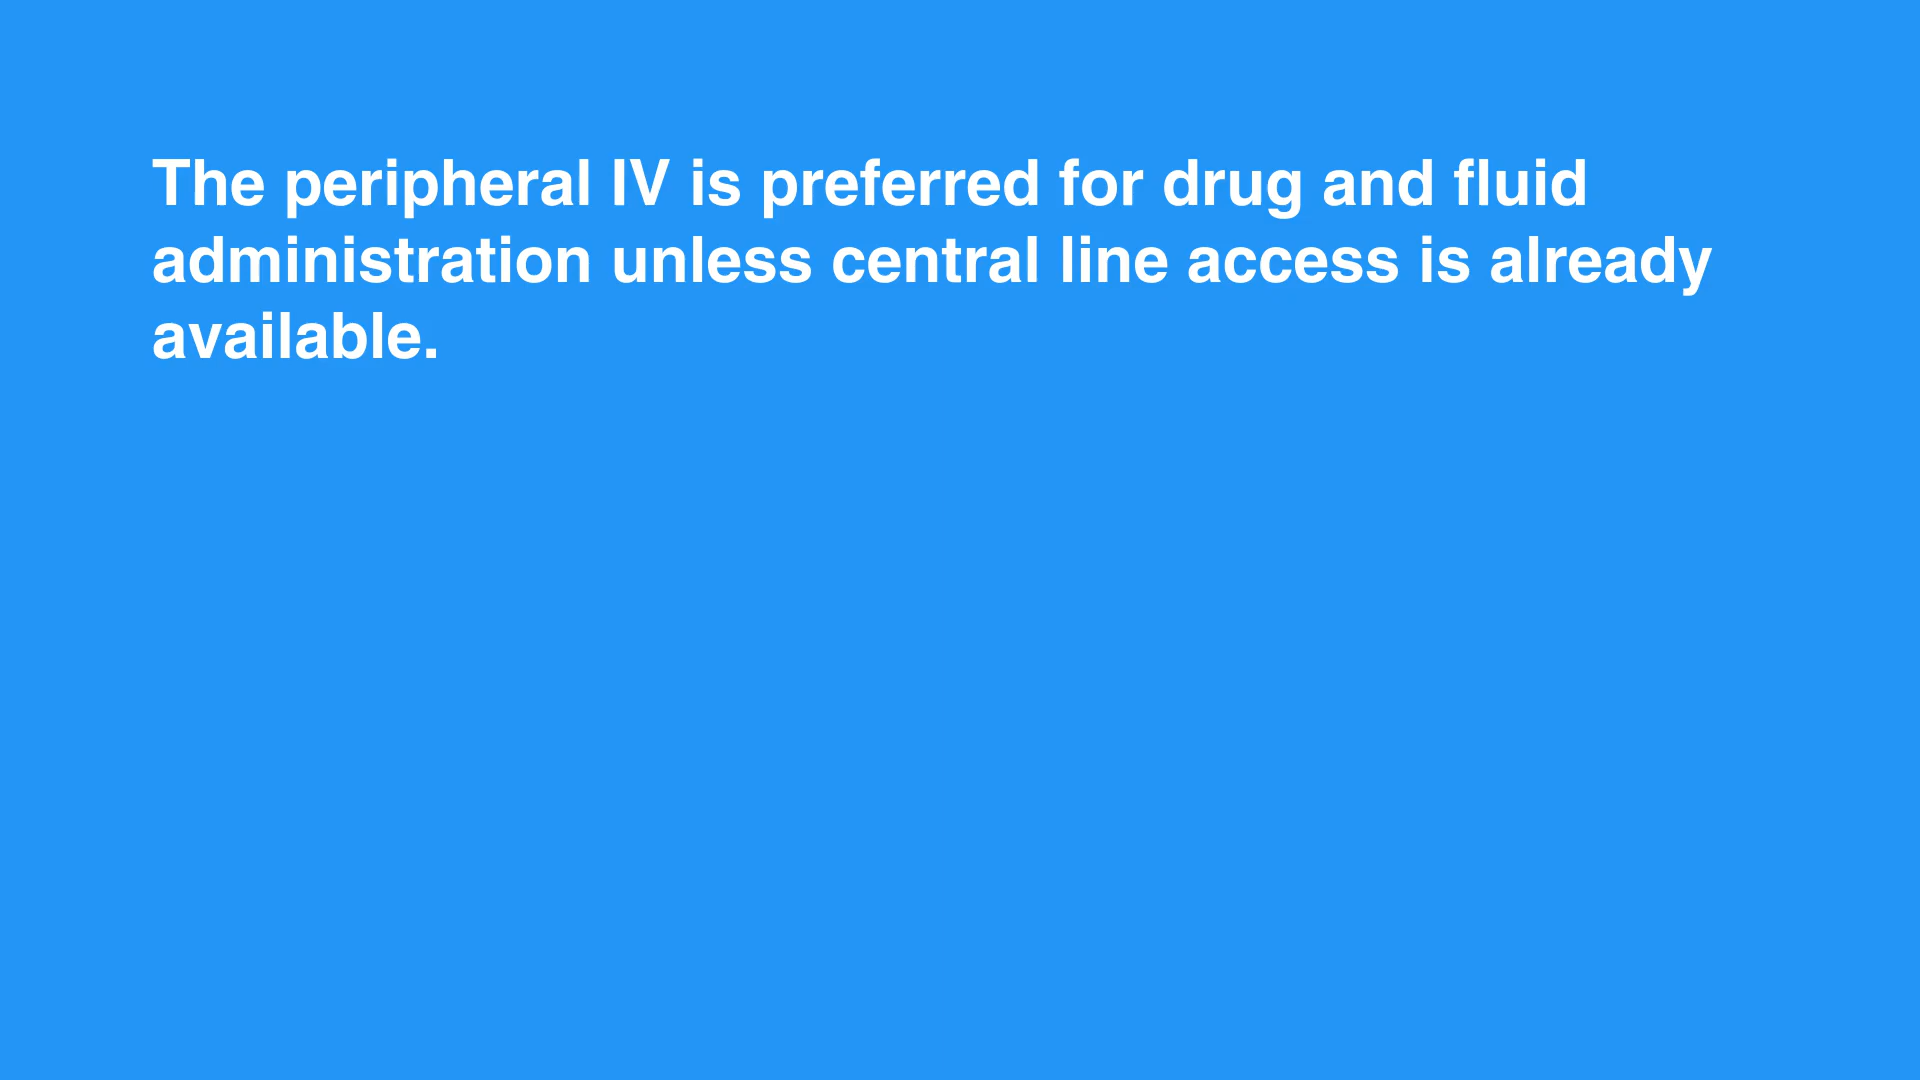 The peripheral IV is preferred for drug and fluid
administration unless central line access is already
available.